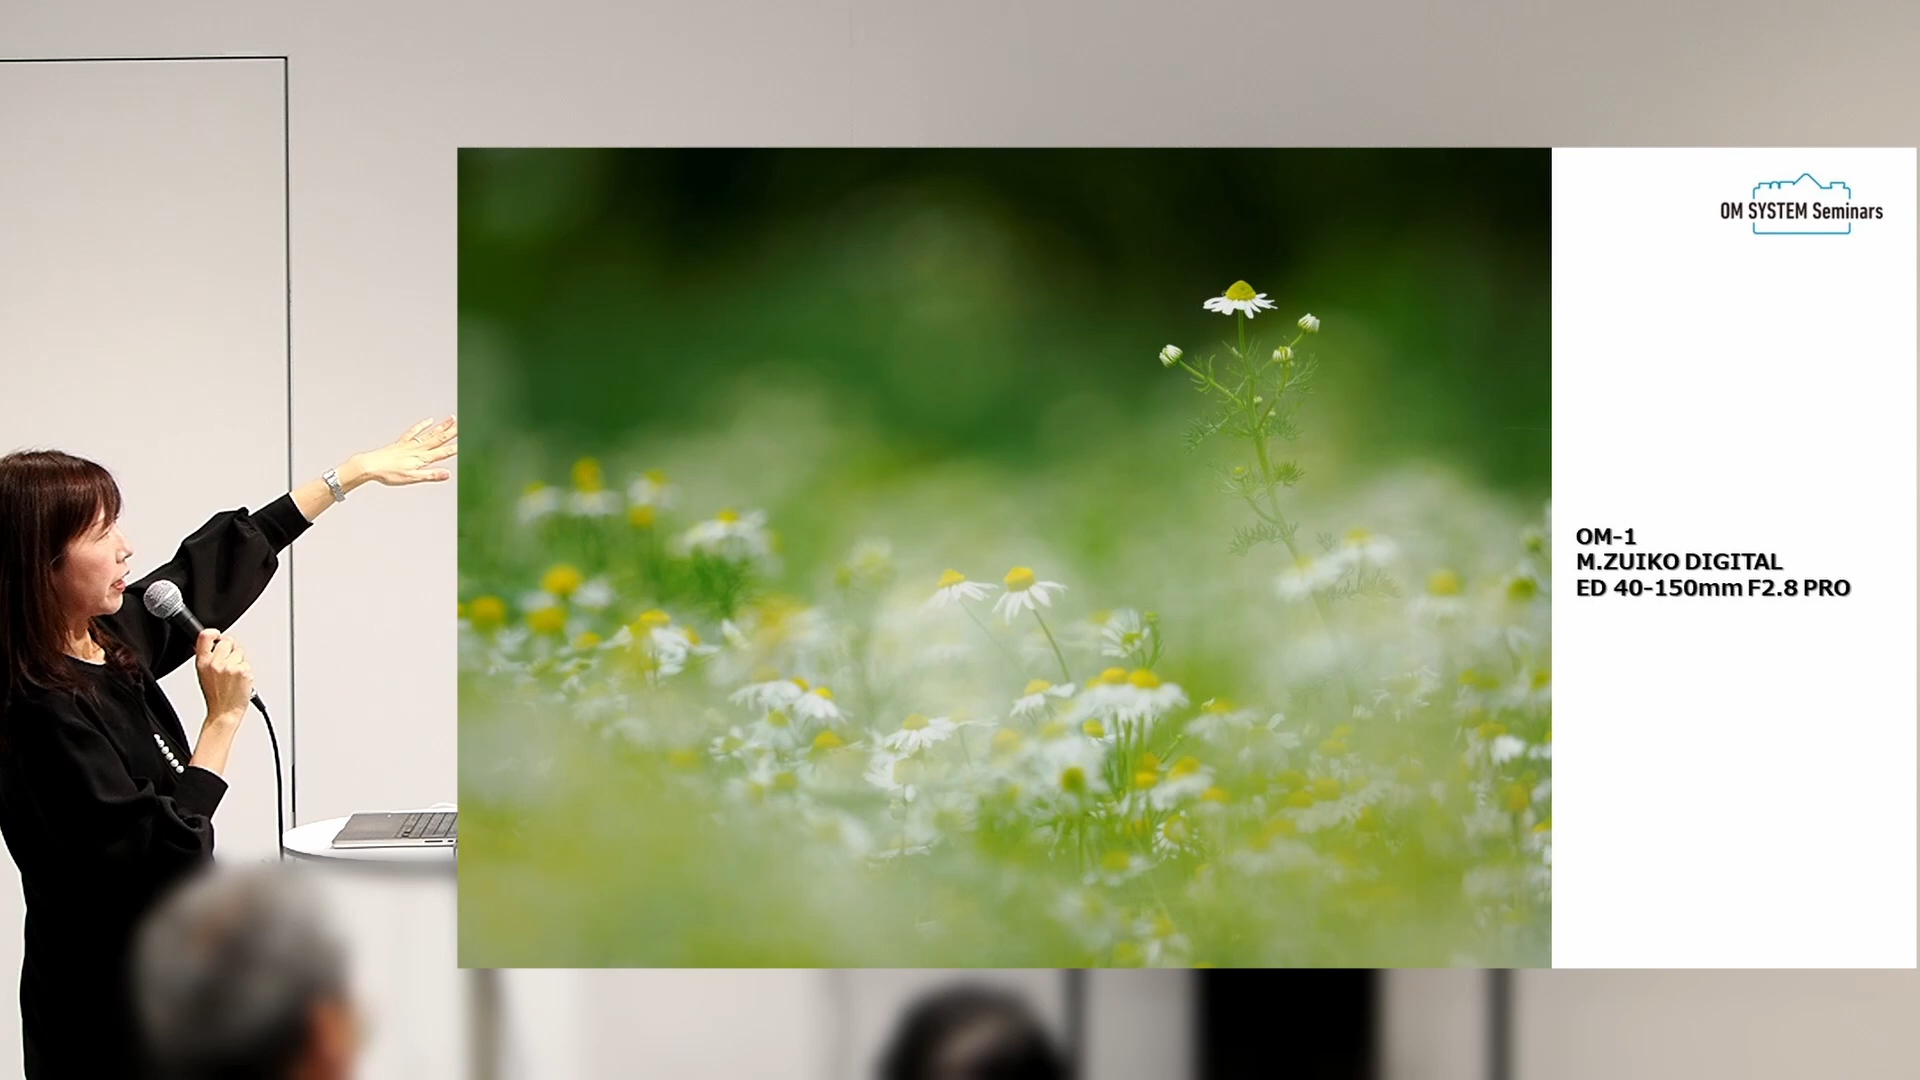 OM SYSTEM Seminars
OM-1
M.ZUIKO DIGITAL
ED 40-150mm F2.8 PRO